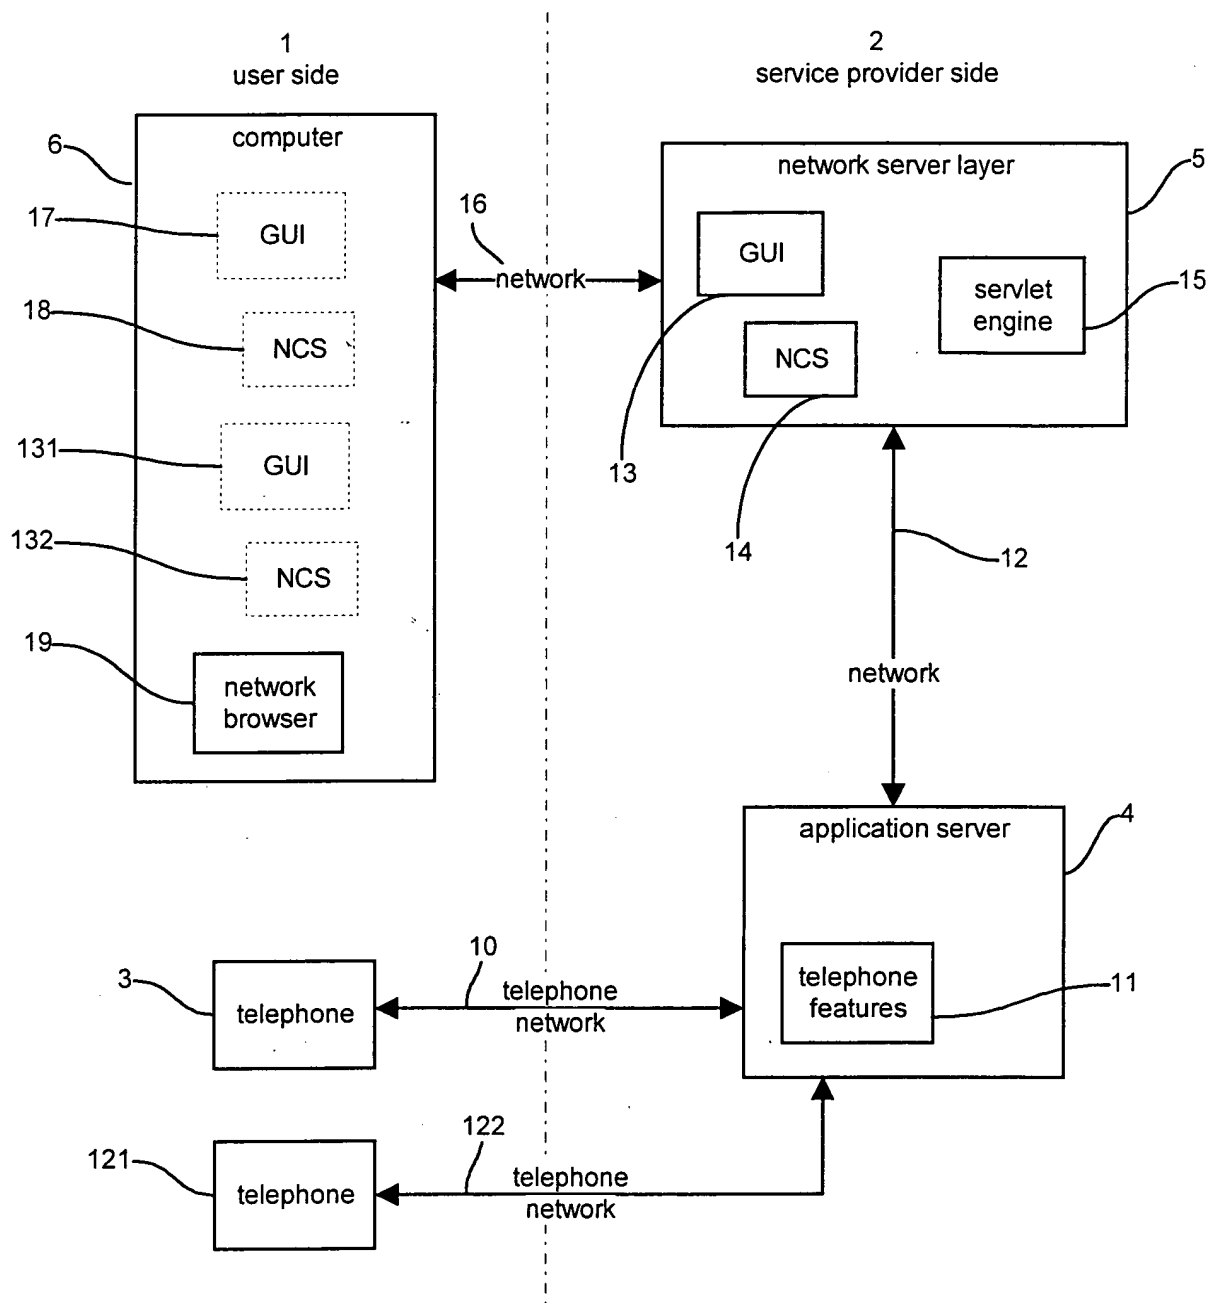 1
user side
2
service provider side
6
computer
17
GUI
18
NCS
131
GUI
132
NCS
19
network
browser
16
network
network server layer
5
GUI
servlet
engine
15
NCS
13
14
12
network
application server
4
telephone
features
11
3
telephone
10
telephone
network
121
telephone
122
telephone
network